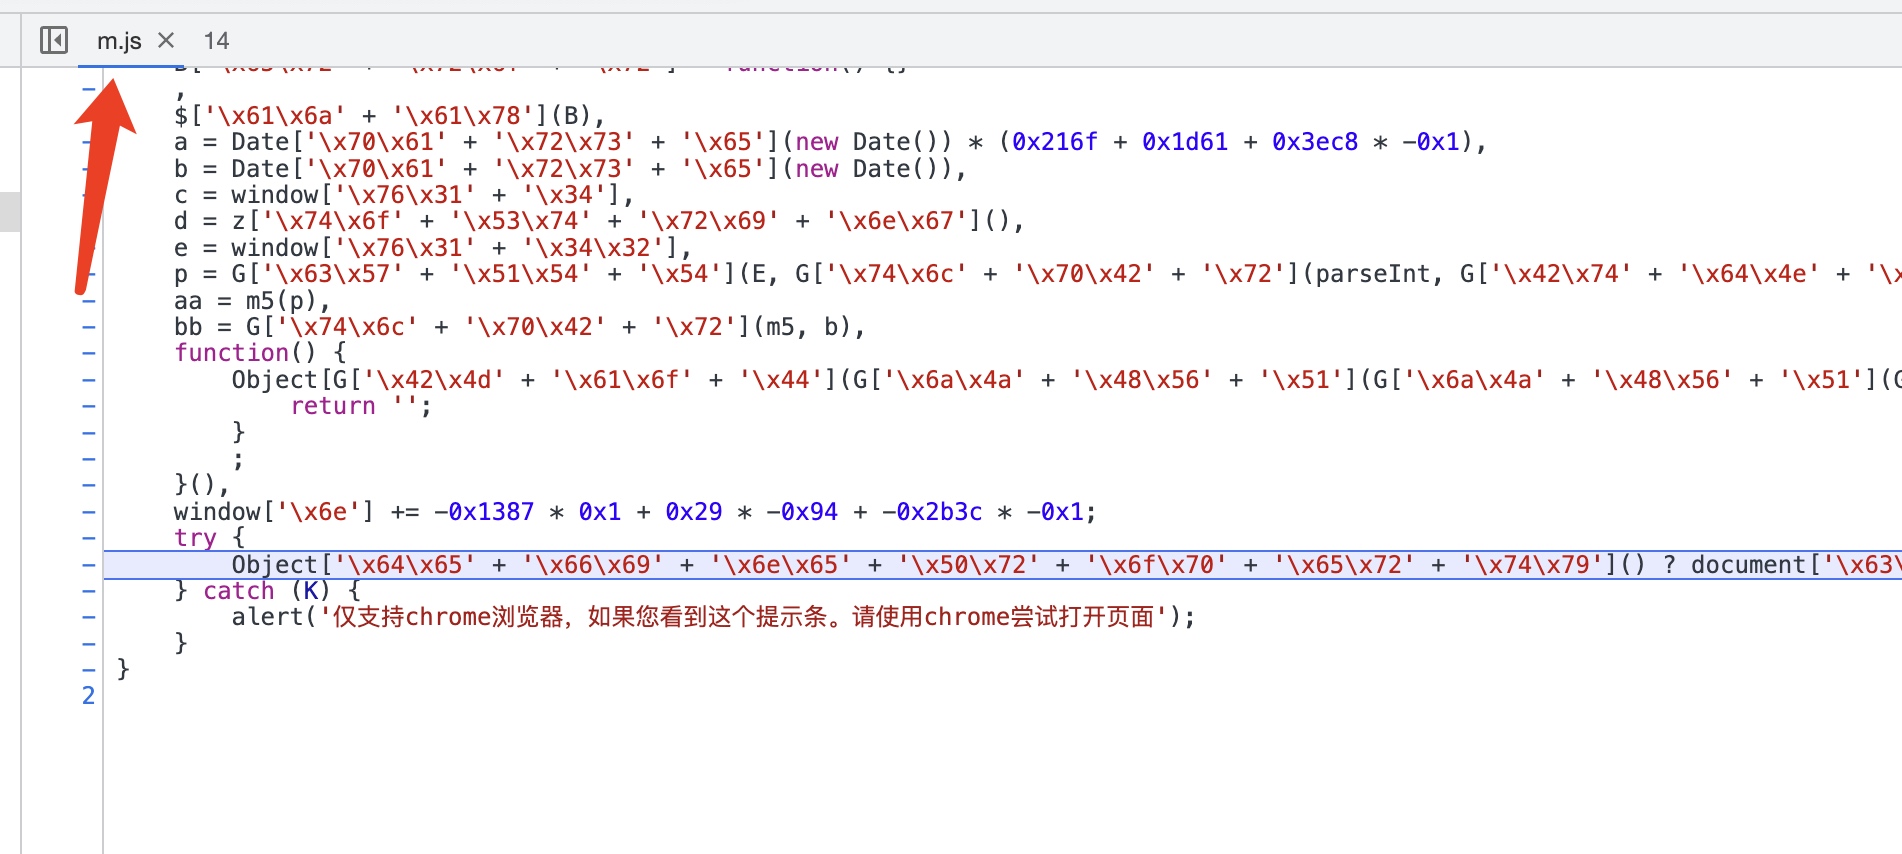 m.js × 14
,
$['\x61\x6a' + '\x61\x78'](B),
a = Date['\x70\x61' + '\x72\x73' + '\x65'](new Date()) * (0x216f + 0x1d61 + 0x3ec8 * -0x1),
b = Date['\x70\x61' + '\x72\x73' + '\x65'](new Date()),
c = window['\x76\x31' + '\x34'],
d = z['\x74\x6f' + '\x53\x74' + '\x72\x69' + '\x6e\x67'](),
e = window['\x76\x31' + '\x34\x32'],
p = G['\x63\x57' + '\x51\x54' + '\x54'](E, G['\x74\x6c' + '\x70\x42' + '\x72'](parseInt, G['\x42\x74' + '\x64\x4e' + '\x
aa = m5(p),
bb = G['\x74\x6c' + '\x70\x42' + '\x72'](m5, b),
function() {
Object[G['\x42\x4d' + '\x61\x6f' + '\x44'](G['\x6a\x4a' + '\x48\x56' + '\x51'](G['\x6a\x4a' + '\x48\x56' + '\x51'](G
return '';
}
;
}(),
window['\x6e'] += -0x1387 * 0x1 + 0x29 * -0x94 + -0x2b3c * -0x1;
try {
Object['\x64\x65' + '\x66\x69' + '\x6e\x65' + '\x50\x72' + '\x6f\x70' + '\x65\x72' + '\x74\x79']() ? document['\x63\
} catch (K) {
alert('仅支持chrome浏览器，如果您看到这个提示条。请使用chrome尝试打开页面');
}
}
2